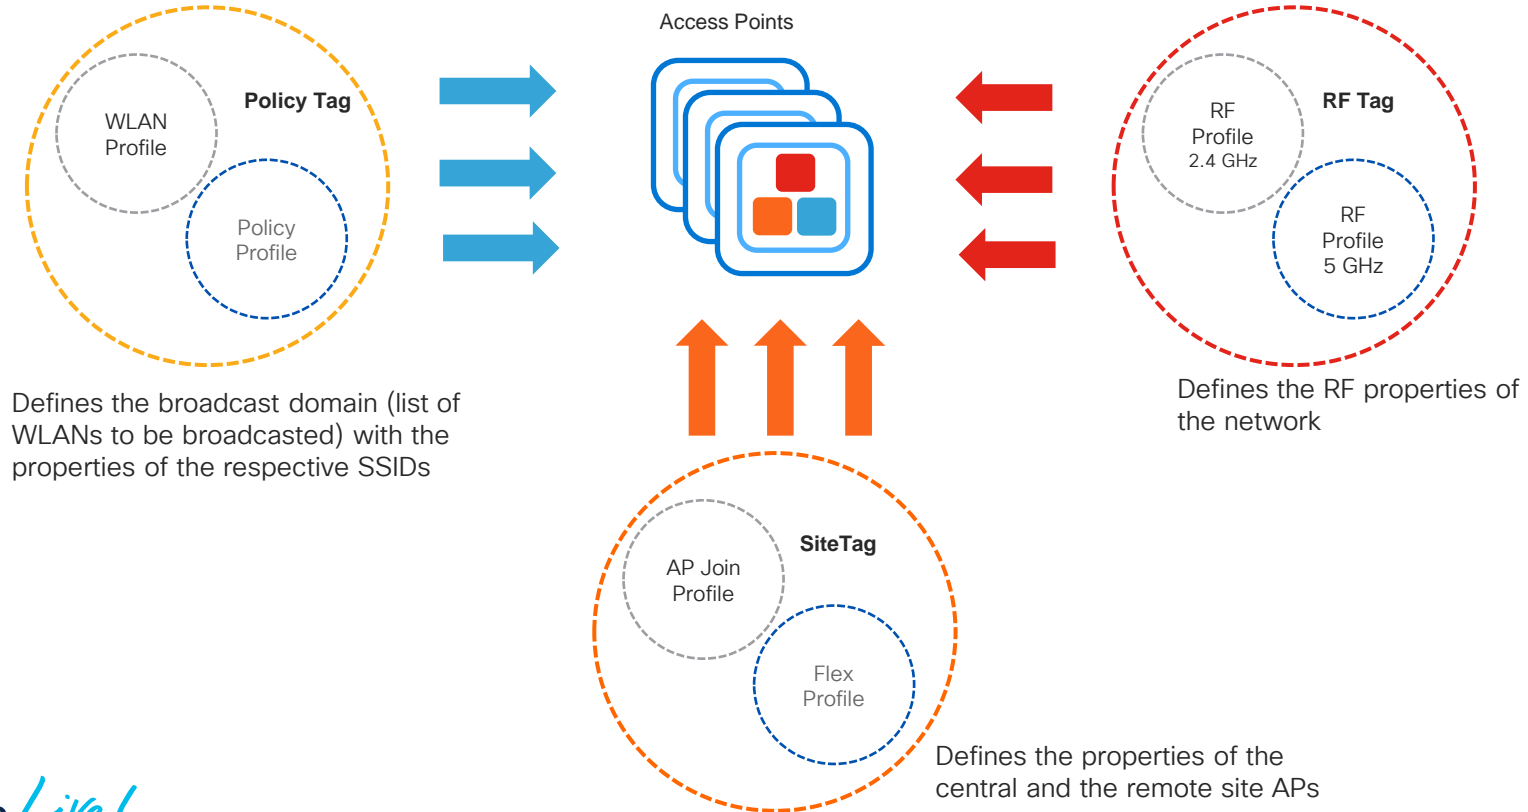 Access Points
Policy Tag
WLAN
Profile
Policy
Profile
Defines the broadcast domain (list of
WLANs to be broadcasted) with the
properties of the respective SSIDs
RF Tag
RF
Profile
2.4 GHz
RF
Profile
5 GHz
Defines the RF properties of
the network
SiteTag
AP Join
Profile
Flex
Profile
Defines the properties of the
central and the remote site APs
Live!